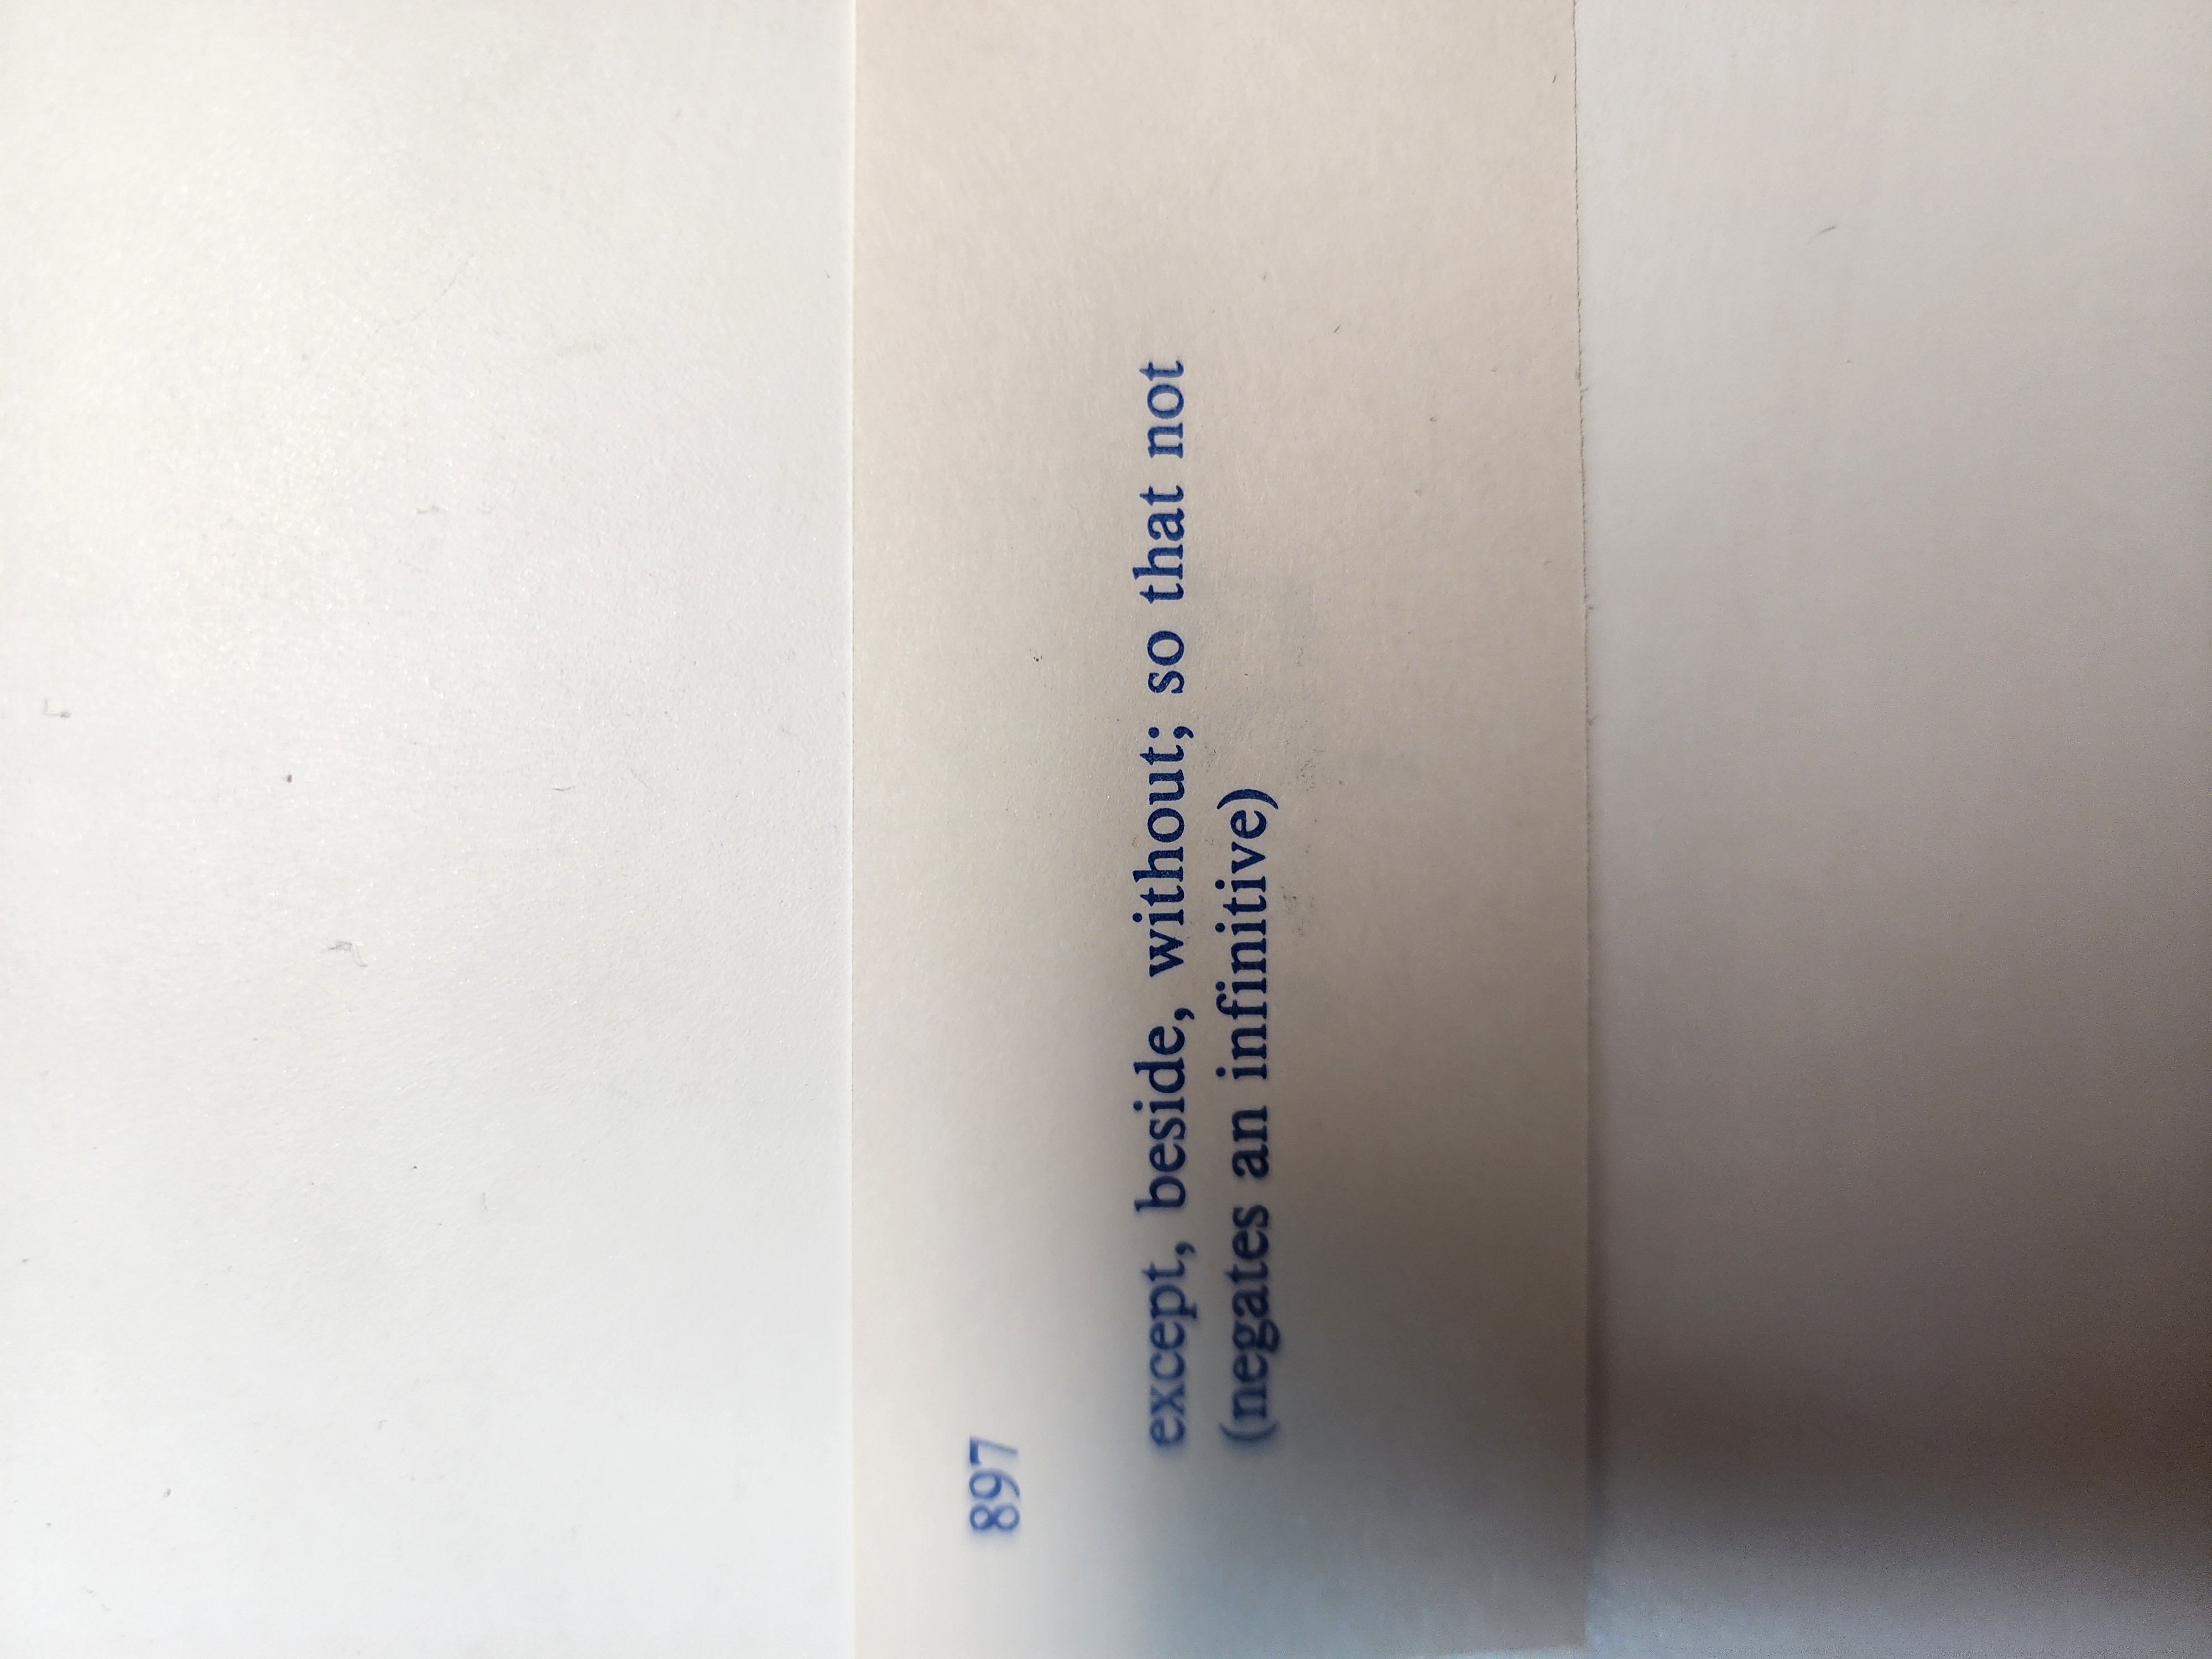 897
except, beside, without; so that not
(negates an infinitive)